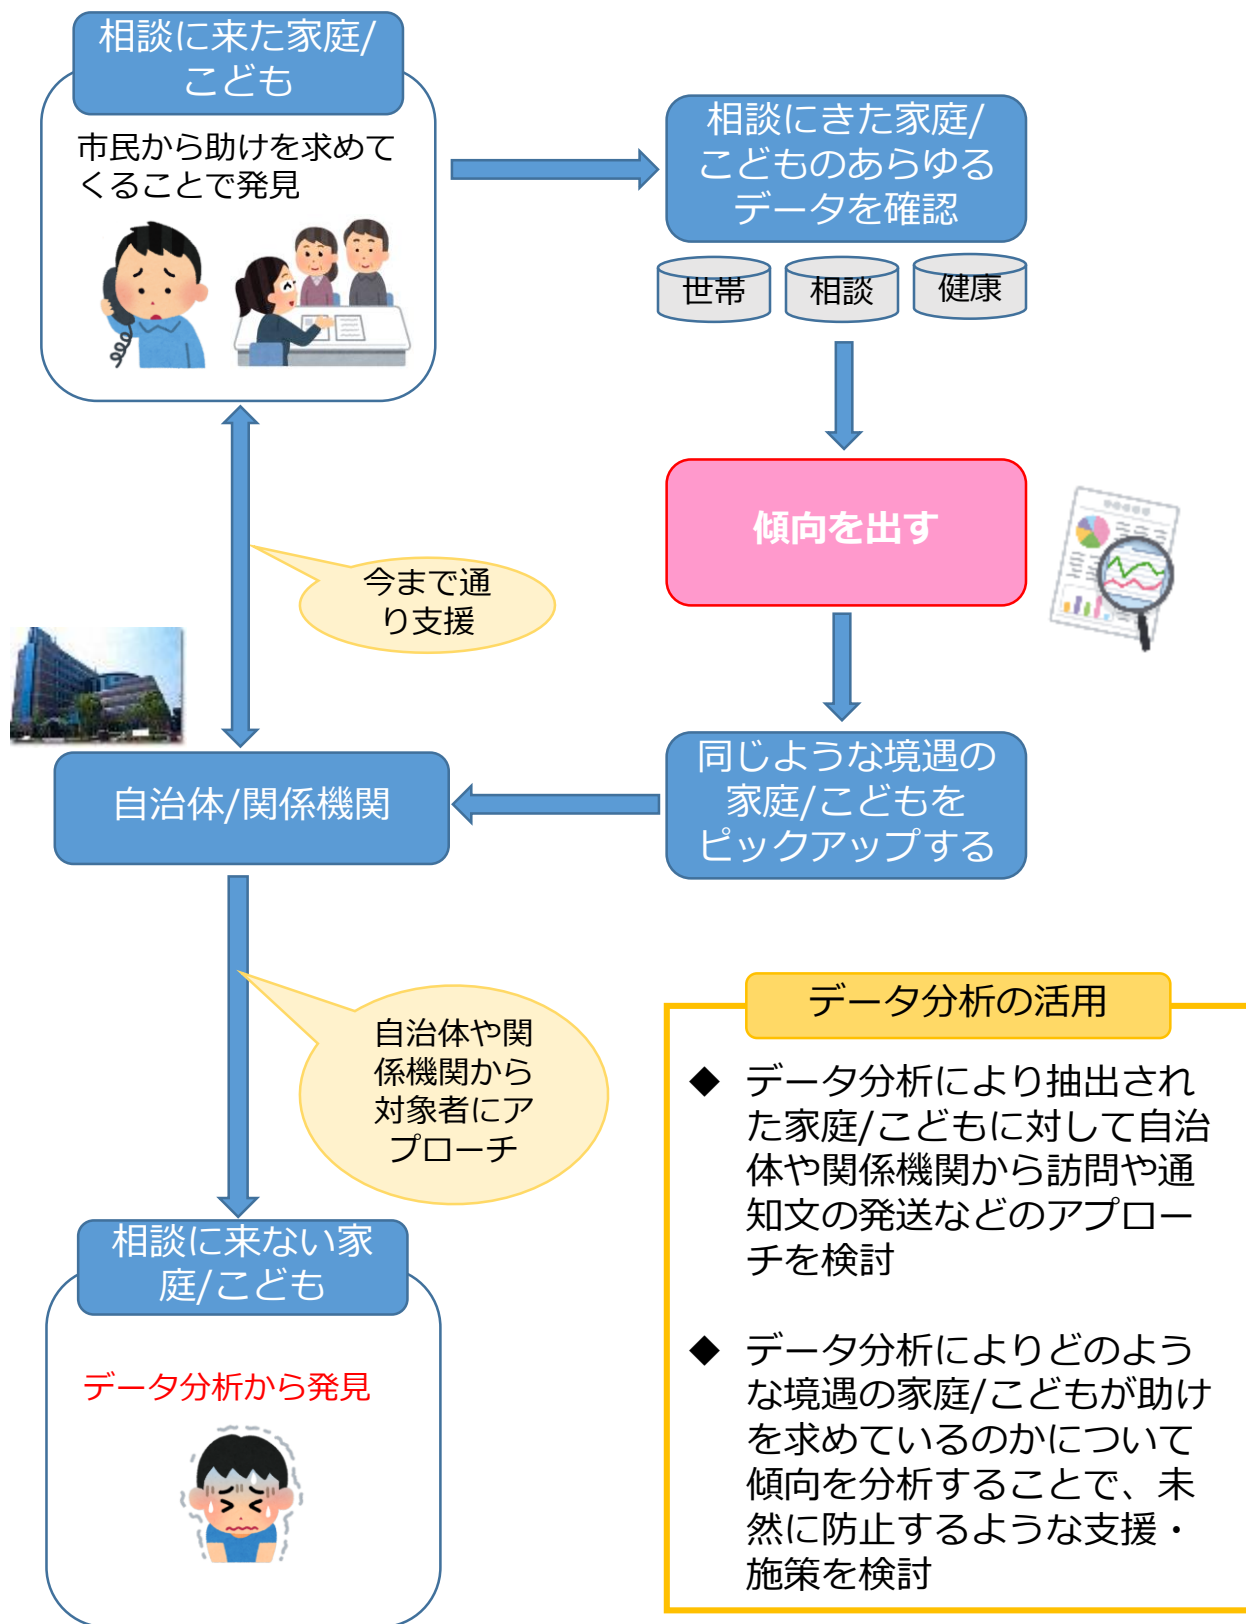 相談に来た家庭/
こども
市民から助けを求めて
くることで発見
相談にきた家庭/
こどものあらゆる
データを確認
世帯
相談
健康
傾向を出す
今まで通
り支援
自治体/関係機関
同じような境遇の
家庭/こどもを
ピックアップする
自治体や関
係機関から
対象者にア
プローチ
相談に来ない家
庭/こども
データ分析から発見
データ分析の活用
◆ データ分析により抽出され
た家庭/こどもに対して自治
体や関係機関から訪問や通
知文の発送などのアプロー
チを検討
◆ データ分析によりどのよう
な境遇の家庭/こどもが助け
を求めているのかについて
傾向を分析することで、未
然に防止するような支援・
施策を検討